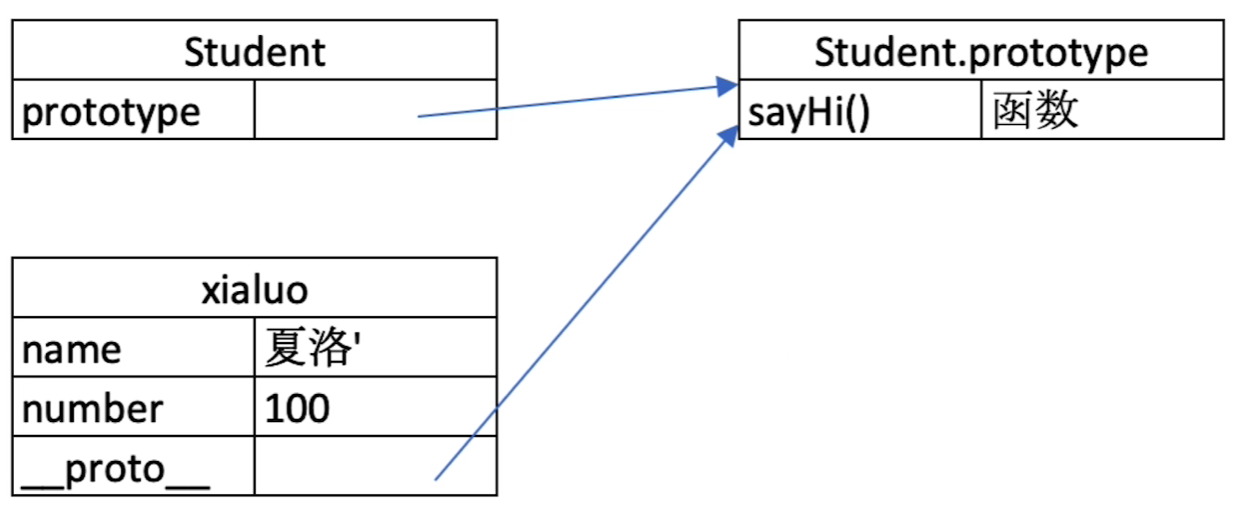 Student
prototype
Student.prototype
sayHi() 函数
xialuo
name 夏洛'
number 100
__proto__